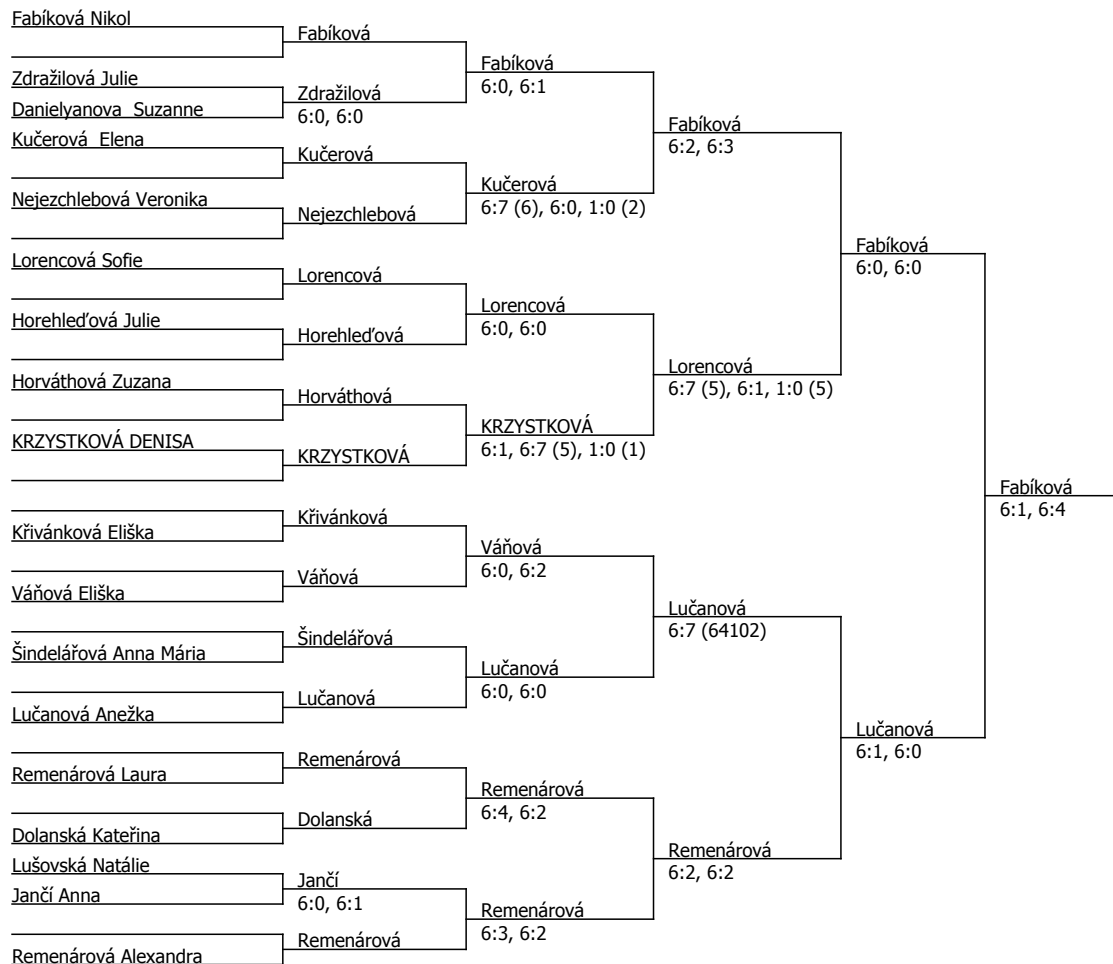 Fabíková Nikol
Fabíková
Fabíková
6:0, 6:1
Zdražilová Julie
Zdražilová
6:0, 6:0
Danielyanova  Suzanne
Fabíková
6:2, 6:3
Kučerová  Elena
Kučerová
Kučerová
6:7 (6), 6:0, 1:0 (2)
Nejezchlebová Veronika
Nejezchlebová
Fabíková
6:0, 6:0
Lorencová Sofie
Lorencová
Lorencová
6:0, 6:0
Horehleďová Julie
Horehleďová
Lorencová
6:7 (5), 6:1, 1:0 (5)
Horváthová Zuzana
Horváthová
KRZYSTKOVÁ
6:1, 6:7 (5), 1:0 (1)
KRZYSTKOVÁ DENISA
KRZYSTKOVÁ
Fabíková
6:1, 6:4
Křivánková
Křivánková Eliška
Váňová
6:0, 6:2
Váňová
Váňová Eliška
Lučanová
6:7 (64102)
Šindelářová
Šindelářová Anna Mária
Lučanová
6:0, 6:0
Lučanová
Lučanová Anežka
Lučanová
6:1, 6:0
Remenárová
Remenárová Laura
Remenárová
6:4, 6:2
Dolanská
Dolanská Kateřina
Remenárová
6:2, 6:2
Lušovská Natálie
Jančí
6:0, 6:1
Jančí Anna
Remenárová
6:3, 6:2
Remenárová
Remenárová Alexandra